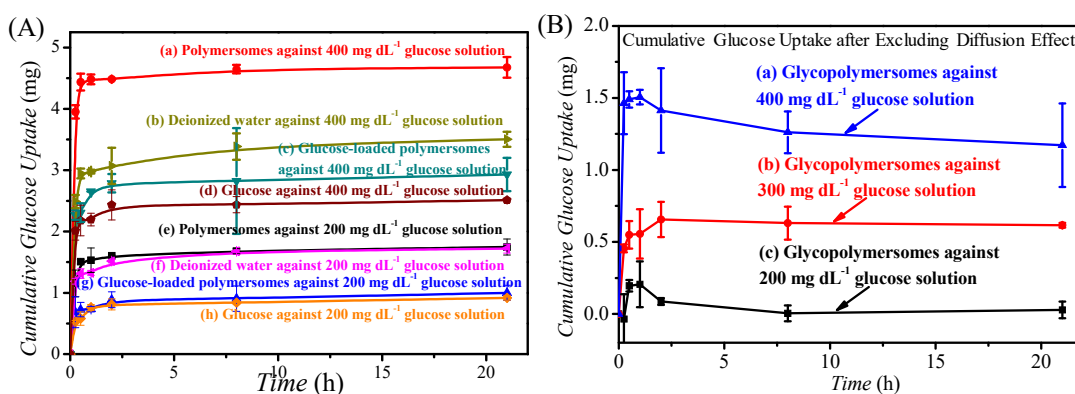 (A)
Cumulative Glucose Uptake (mg)
5
4
3
2
1
0
(a) Polymersomes against 400 mg dL-1 glucose solution
(b) Deionized water against 400 mg dL-1 glucose solution
(c) Glucose-loaded polymersomes
against 400 mg dL-1 glucose solution
(d) Glucose against 400 mg dL-1 glucose solution
(e) Polymersomes against 200 mg dL-1 glucose solution
(f) Deionized water against 200 mg dL-1 glucose solution
(g) Glucose-loaded polymersomes against 200 mg dL-1 glucose solution
(h) Glucose against 200 mg dL-1 glucose solution
0 5 10 15 20
Time (h)
(B)
Cumulative Glucose Uptake (mg)
1.5
1.0
0.5
0.0
Cumulative Glucose Uptake after Excluding Diffusion Effect
(a) Glycopolymersomes against
400 mg dL-1 glucose solution
(b) Glycopolymersomes against
300 mg dL-1 glucose solution
(c) Glycopolymersomes against
200 mg dL-1 glucose solution
0 5 10 15 20
Time (h)